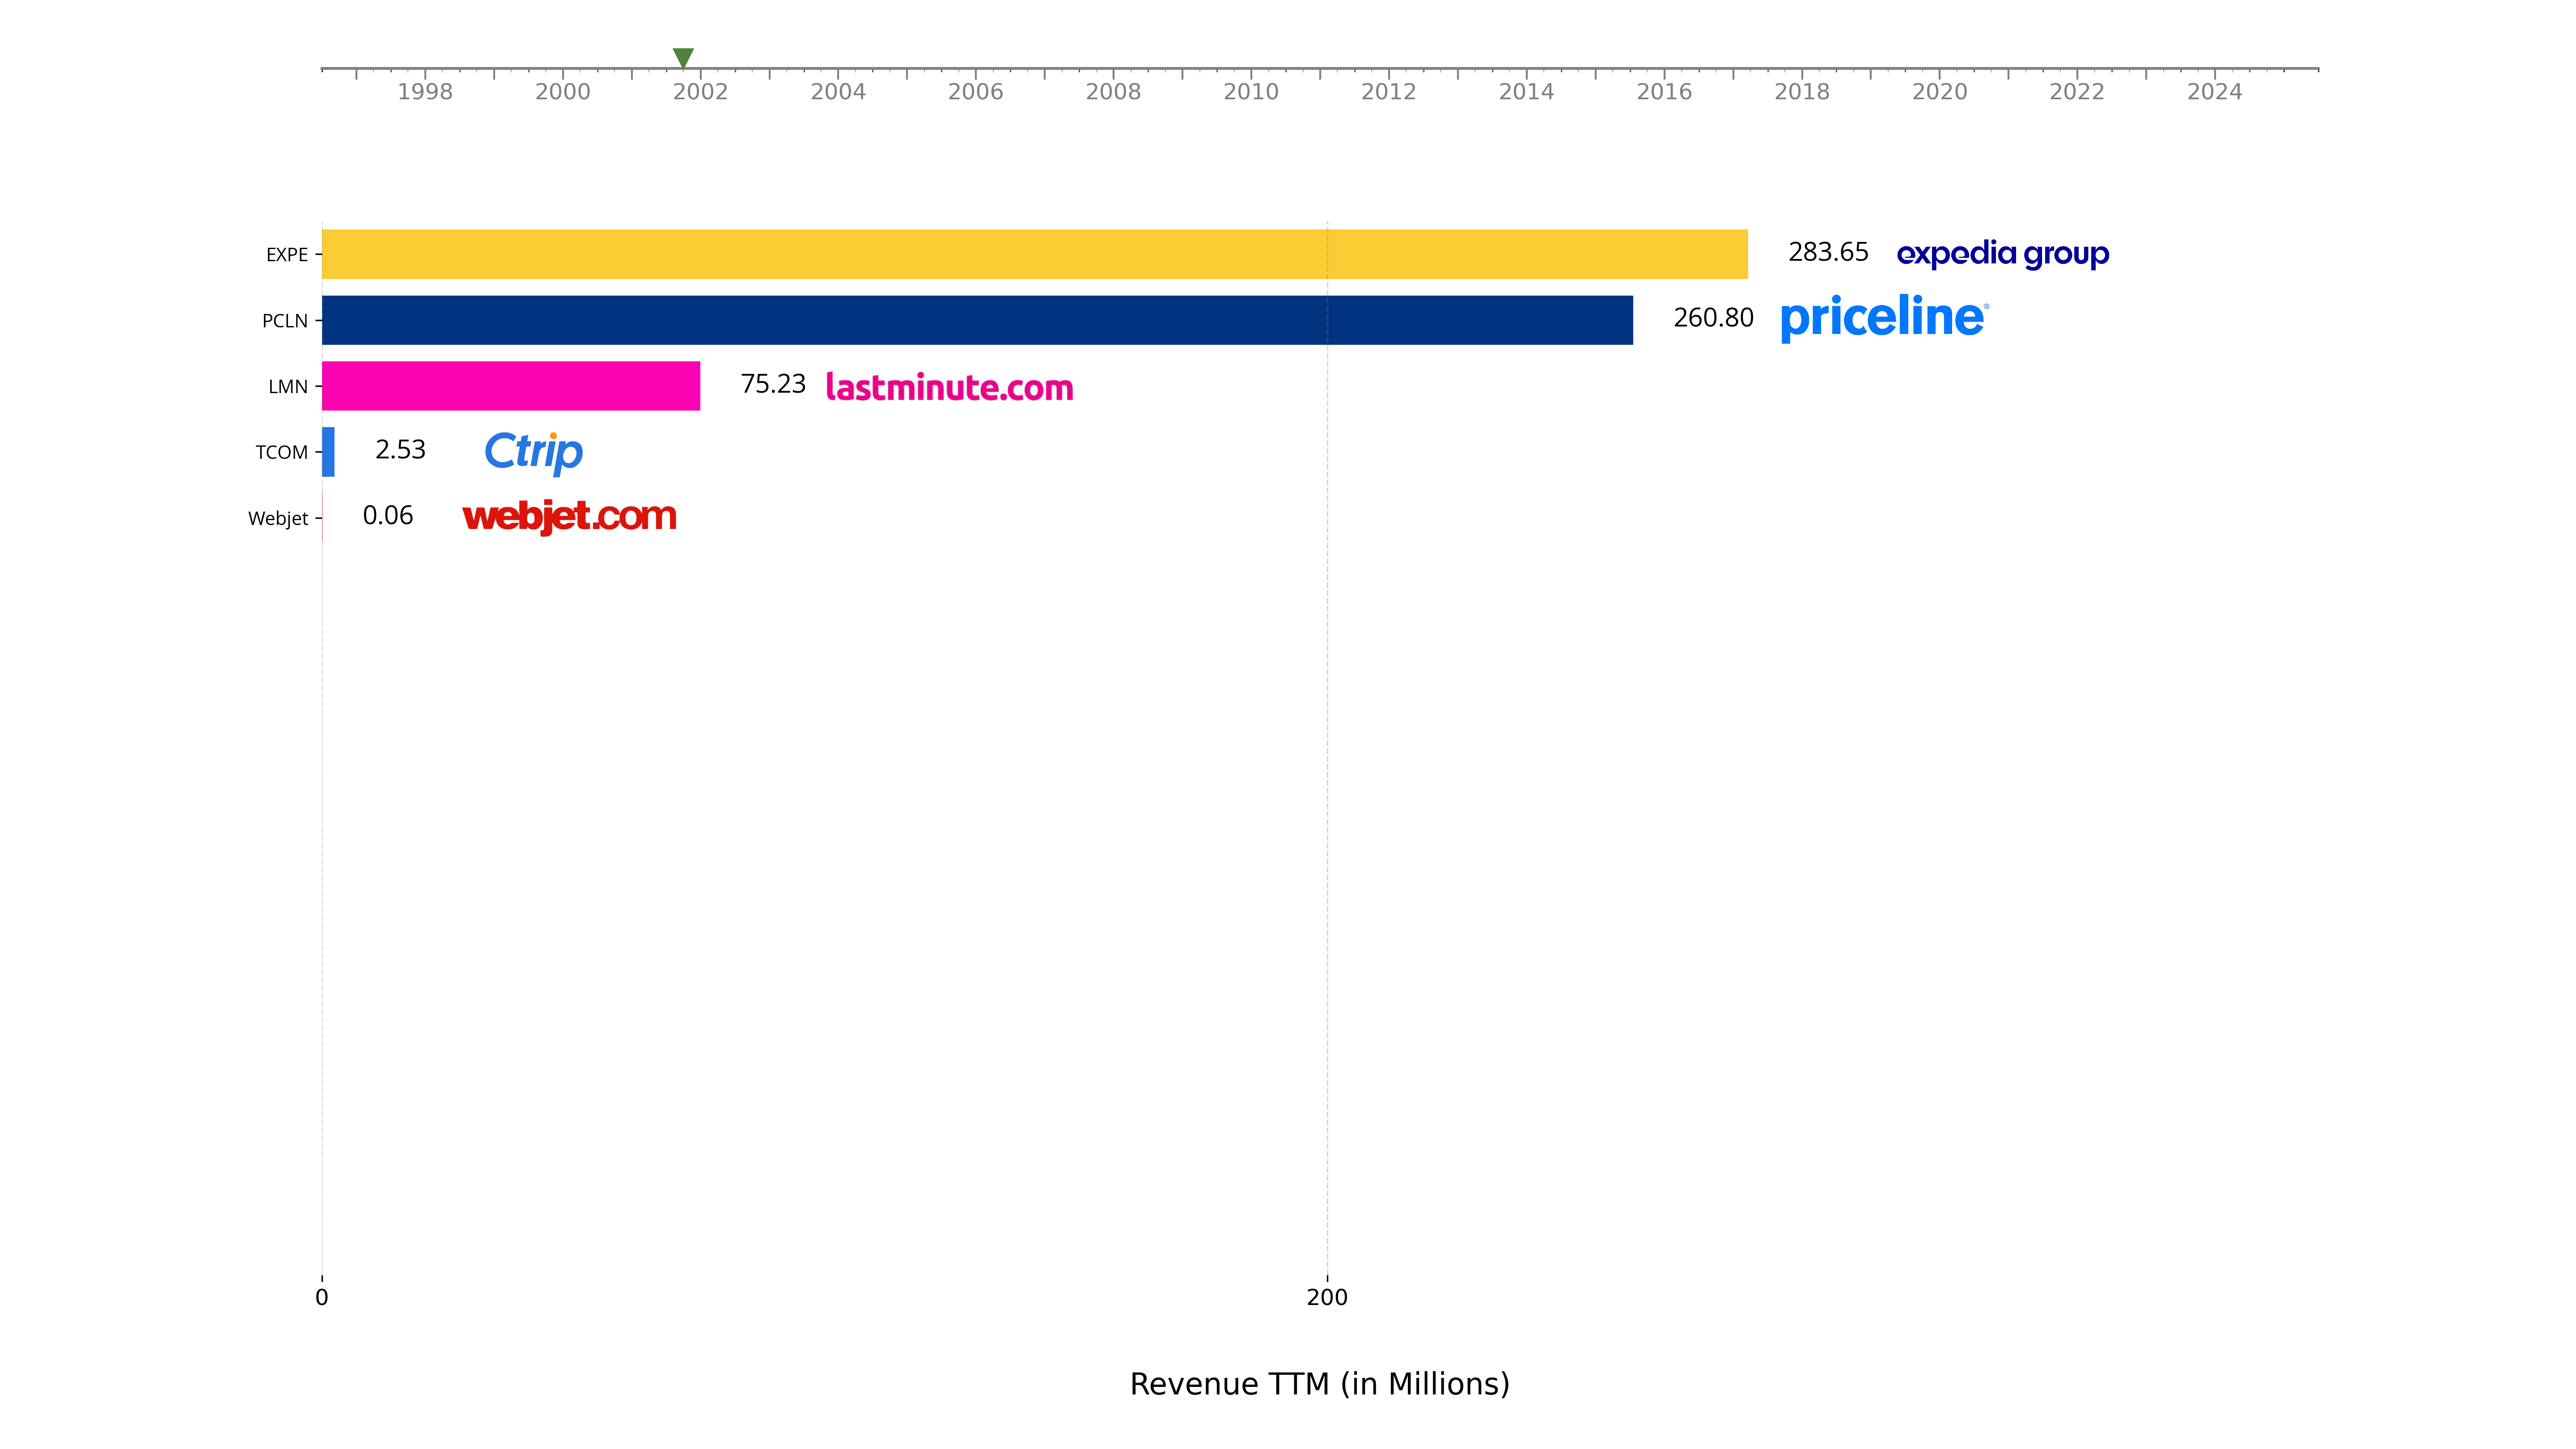 1998 2000 2002 2004 2006 2008 2010 2012 2014 2016 2018 2020 2022 2024
EXPE 283.65 expedia group
PCLN 260.80 priceline®
LMN 75.23 lastminute.com
TCOM 2.53 Ctrip
Webjet 0.06 webjet.com
0 200
Revenue TTM (in Millions)